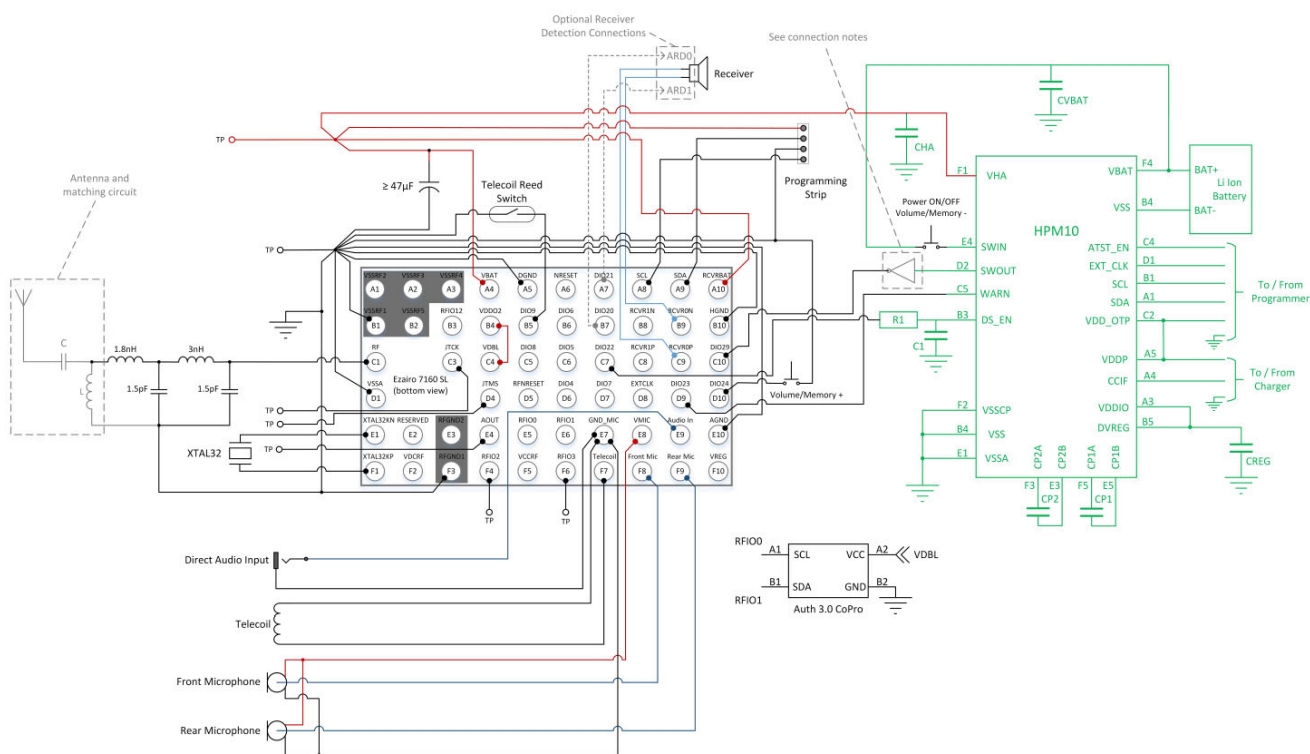 Optional Receiver
Detection Connections
See connection notes
ARD0
ARD1
Receiver
CVBAT
TP
CHA
F1
VHA
VBAT
F4
BAT+
Li Ion
Battery
BAT-
B4
VSS
HPM10
Antenna and
matching circuit
≥ 47µF
Telecoil Reed
Switch
Programming
Strip
Power ON/OFF
Volume/Memory -
E4
SWIN
D2
SWOUT
C5
WARN
B3
DS_EN
ATST_EN
C4
EXT_CLK
D1
SCL
B1
SDA
A1
VDD_OTP
C2
To / From
Programmer
VDDP
A5
CCIF
A4
To / From
Charger
VDDIO
A3
DVREG
B5
CREG
F2
VSSCP
B4
VSS
E1
VSSA
CP2A
CP2B
CP1A
CP1B
F3
E3
F5
E5
CP2
CP1
R1
C1
TP
VSSRF2
VSSRF3
VSSRF4
VBAT
DGND
NRESET
DIO21
SCL
SDA
RCVRBAT
A1
A2
A3
A4
A5
A6
A7
A8
A9
A10
VSSRF1
VSSRF5
RFIO12
VDDO2
DIO9
DIO6
DIO20
RCVR1N
RCVR0N
HGND
B1
B2
B3
B4
B5
B6
B7
B8
B9
B10
RF
JTCK
VDBL
DIO8
DIO5
DIO22
RCVR1P
RCVR0P
DIO29
C1
C3
C4
C5
C6
C7
C8
C9
C10
Ezairo 7160 SL
(bottom view)
VSSA
JTMS
RFNRESET
DIO4
DIO7
EXTCLK
DIO23
DIO24
D1
D4
D5
D6
D7
D8
D9
D10
XTAL32KN
RESERVED
RFGND2
AOUT
RFIO0
RFIO1
GND_MIC
VMIC
Audio In
AGND
E1
E2
E3
E4
E5
E6
E7
E8
E9
E10
XTAL32KP
VDCRF
RFGND1
RFIO2
VCCRF
RFIO3
Telecoil
Front Mic
Rear Mic
VREG
F1
F2
F3
F4
F5
F6
F7
F8
F9
F10
Volume/Memory +
C
L
1.8nH
3nH
1.5pF
1.5pF
TP
TP
TP
XTAL32
TP
TP
Direct Audio Input
Telecoil
Front Microphone
Rear Microphone
RFIO0
A1
SCL
VCC
A2
VDBL
B1
SDA
GND
B2
RFIO1
Auth 3.0 CoPro